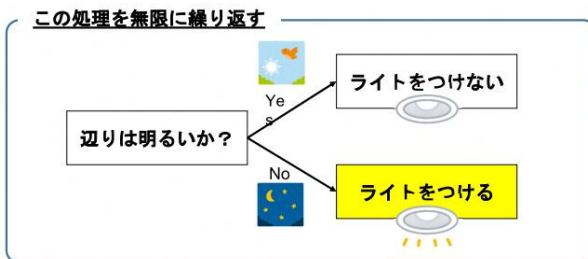 この処理を無限に繰り返す
Ye
s
ライトをつけない
辺りは明るいか？
No
ライトをつける